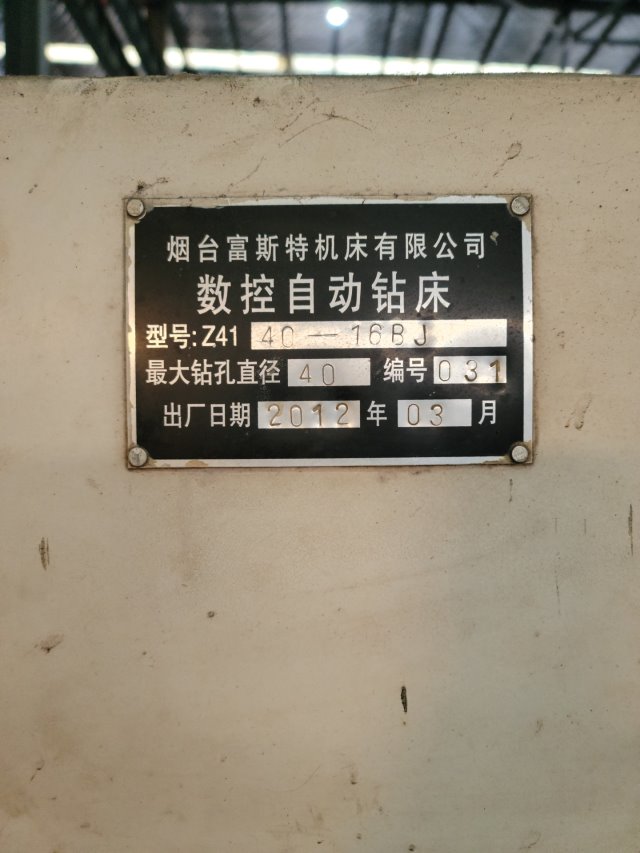 烟台富斯特机床有限公司
数控自动钻床
型号: Z41 40—16BJ
最大钻孔直径 40 编号 031
出厂日期 2012 年 03 月